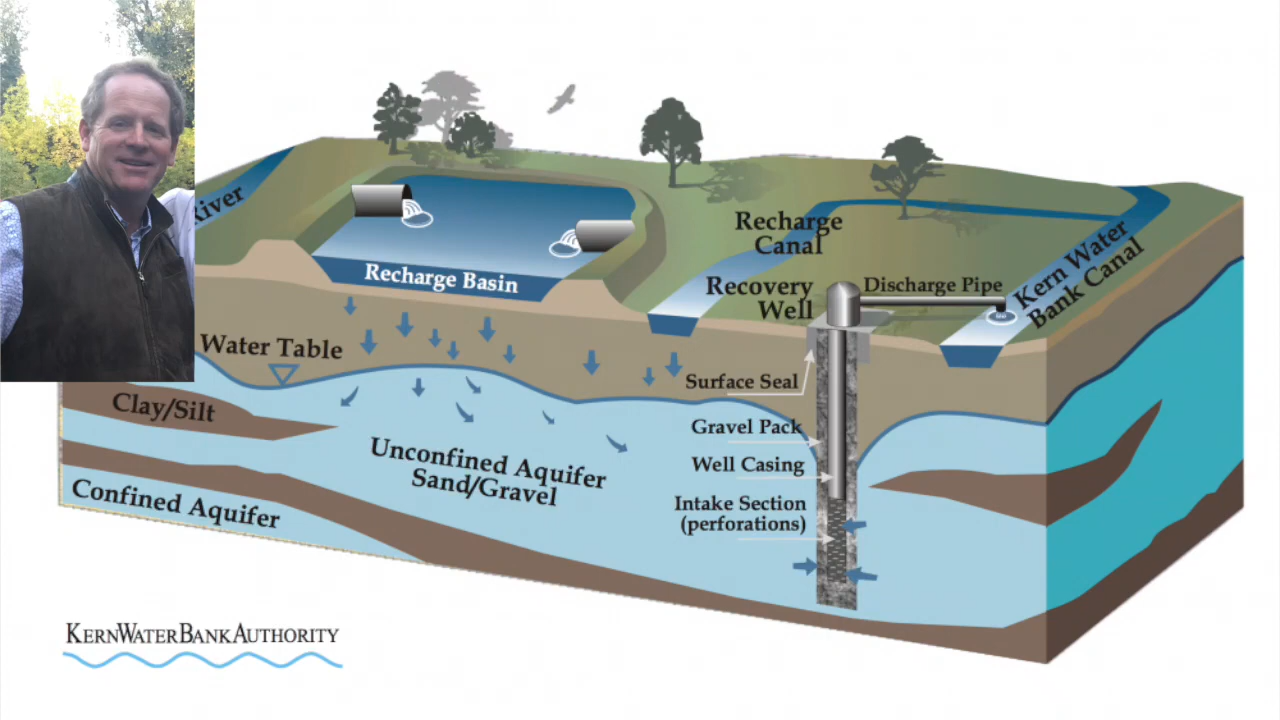 River
Recharge Basin
Recharge
Canal
Recovery
Well
Discharge Pipe
Kern Water
Bank Canal
Water Table
Surface Seal
Clay/Silt
Gravel Pack
Unconfined Aquifer
Sand/Gravel
Well Casing
Confined Aquifer
Intake Section
(perforations)
KERNWATERBANKAUTHORITY